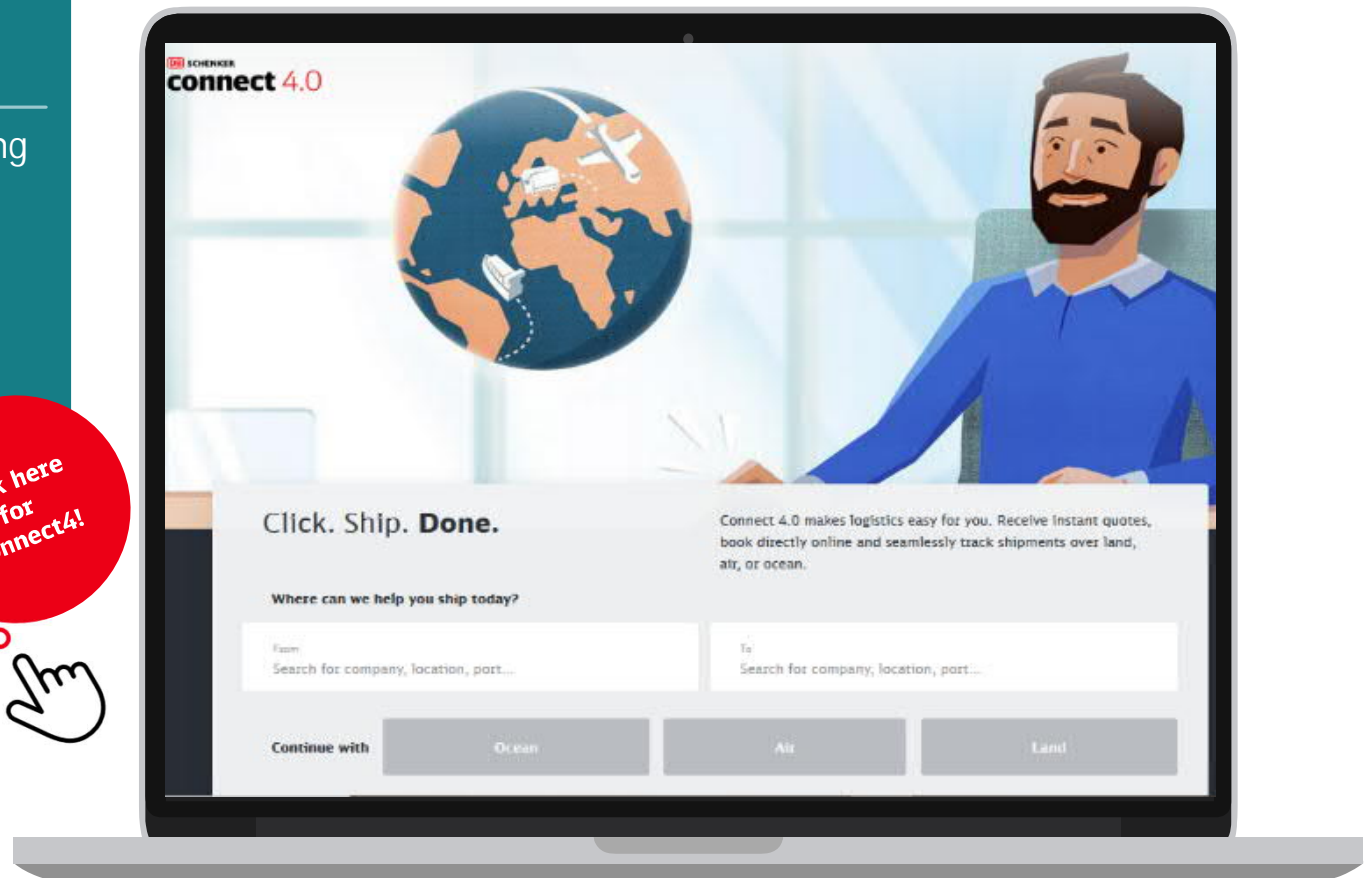 ng
here
for
DB SCHENKER
connect 4.0
Click. Ship. Done.
Connect 4.0 makes logistics easy for you. Receive instant quotes,
book directly online and seamlessly track shipments over land,
air, or ocean.
Where can we help you ship today?
From
Search for company, location, port...
To
Search for company, location, port...
Continue with
Ocean
Air
Land